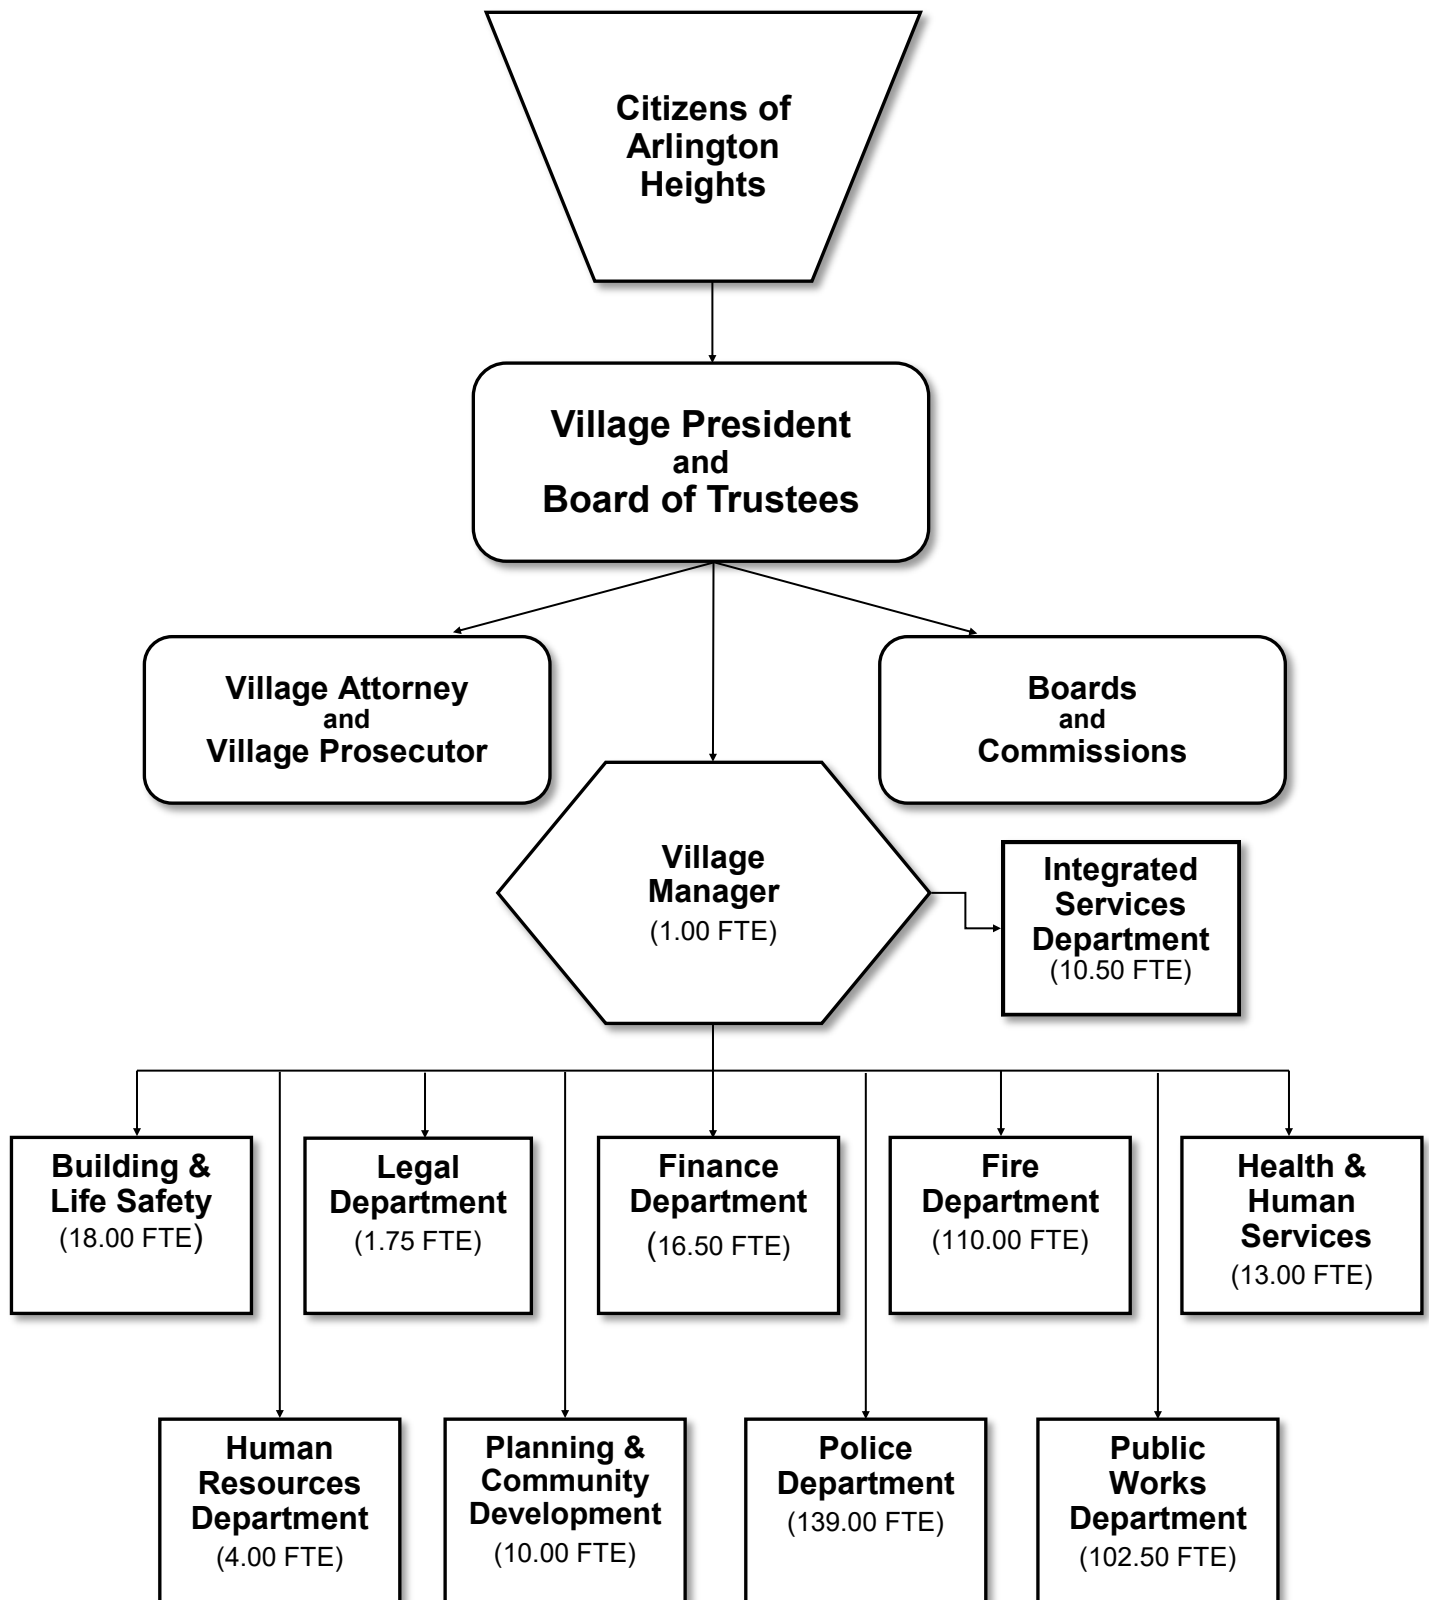 Citizens of
Arlington
Heights
Village President
and
Board of Trustees
Village Attorney
and
Village Prosecutor
Boards
and
Commissions
Village
Manager
(1.00 FTE)
Integrated
Services
Department
(10.50 FTE)
Building &
Life Safety
(18.00 FTE)
Legal
Department
(1.75 FTE)
Finance
Department
(16.50 FTE)
Fire
Department
(110.00 FTE)
Health &
Human
Services
(13.00 FTE)
Human
Resources
Department
(4.00 FTE)
Planning &
Community
Development
(10.00 FTE)
Police
Department
(139.00 FTE)
Public
Works
Department
(102.50 FTE)